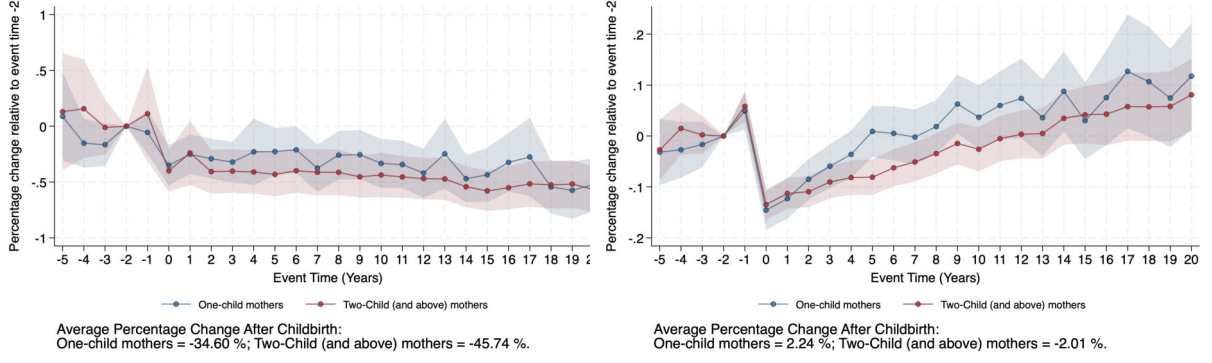 Percentage change relative to event time -2
1
.5
0
-.5
-1
-5 -4 -3 -2 -1 0 1 2 3 4 5 6 7 8 9 10 11 12 13 14 15 16 17 18 19
Event Time (Years)
One-child mothers
Two-Child (and above) mothers
Average Percentage Change After Childbirth:
One-child mothers = -34.60 %; Two-Child (and above) mothers = -45.74 %.
Percentage change relative to event time -2
.2
.1
0
-.1
-.2
-5 -4 -3 -2 -1 0 1 2 3 4 5 6 7 8 9 10 11 12 13 14 15 16 17 18 19 20
Event Time (Years)
One-child mothers
Two-Child (and above) mothers
Average Percentage Change After Childbirth:
One-child mothers = 2.24 %; Two-Child (and above) mothers = -2.01 %.